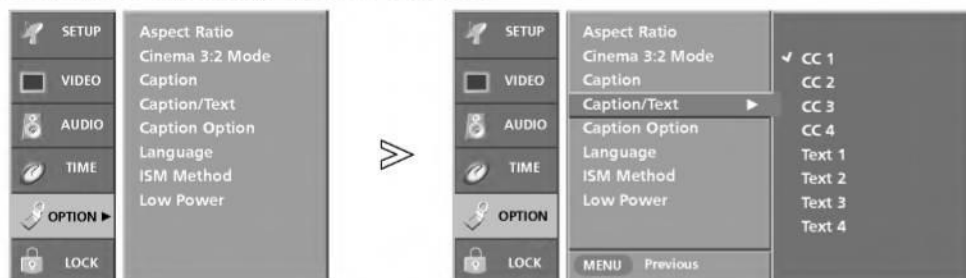 SETUP
VIDEO
AUDIO
TIME
OPTION
LOCK
Aspect Ratio
Cinema 3:2 Mode
Caption
Caption/Text
Caption Option
Language
ISM Method
Low Power
SETUP
VIDEO
AUDIO
TIME
OPTION
LOCK
Aspect Ratio
Cinema 3:2 Mode
Caption
Caption/Text
Caption Option
Language
ISM Method
Low Power
MENU Previous
CC 1
CC 2
CC 3
CC 4
Text 1
Text 2
Text 3
Text 4